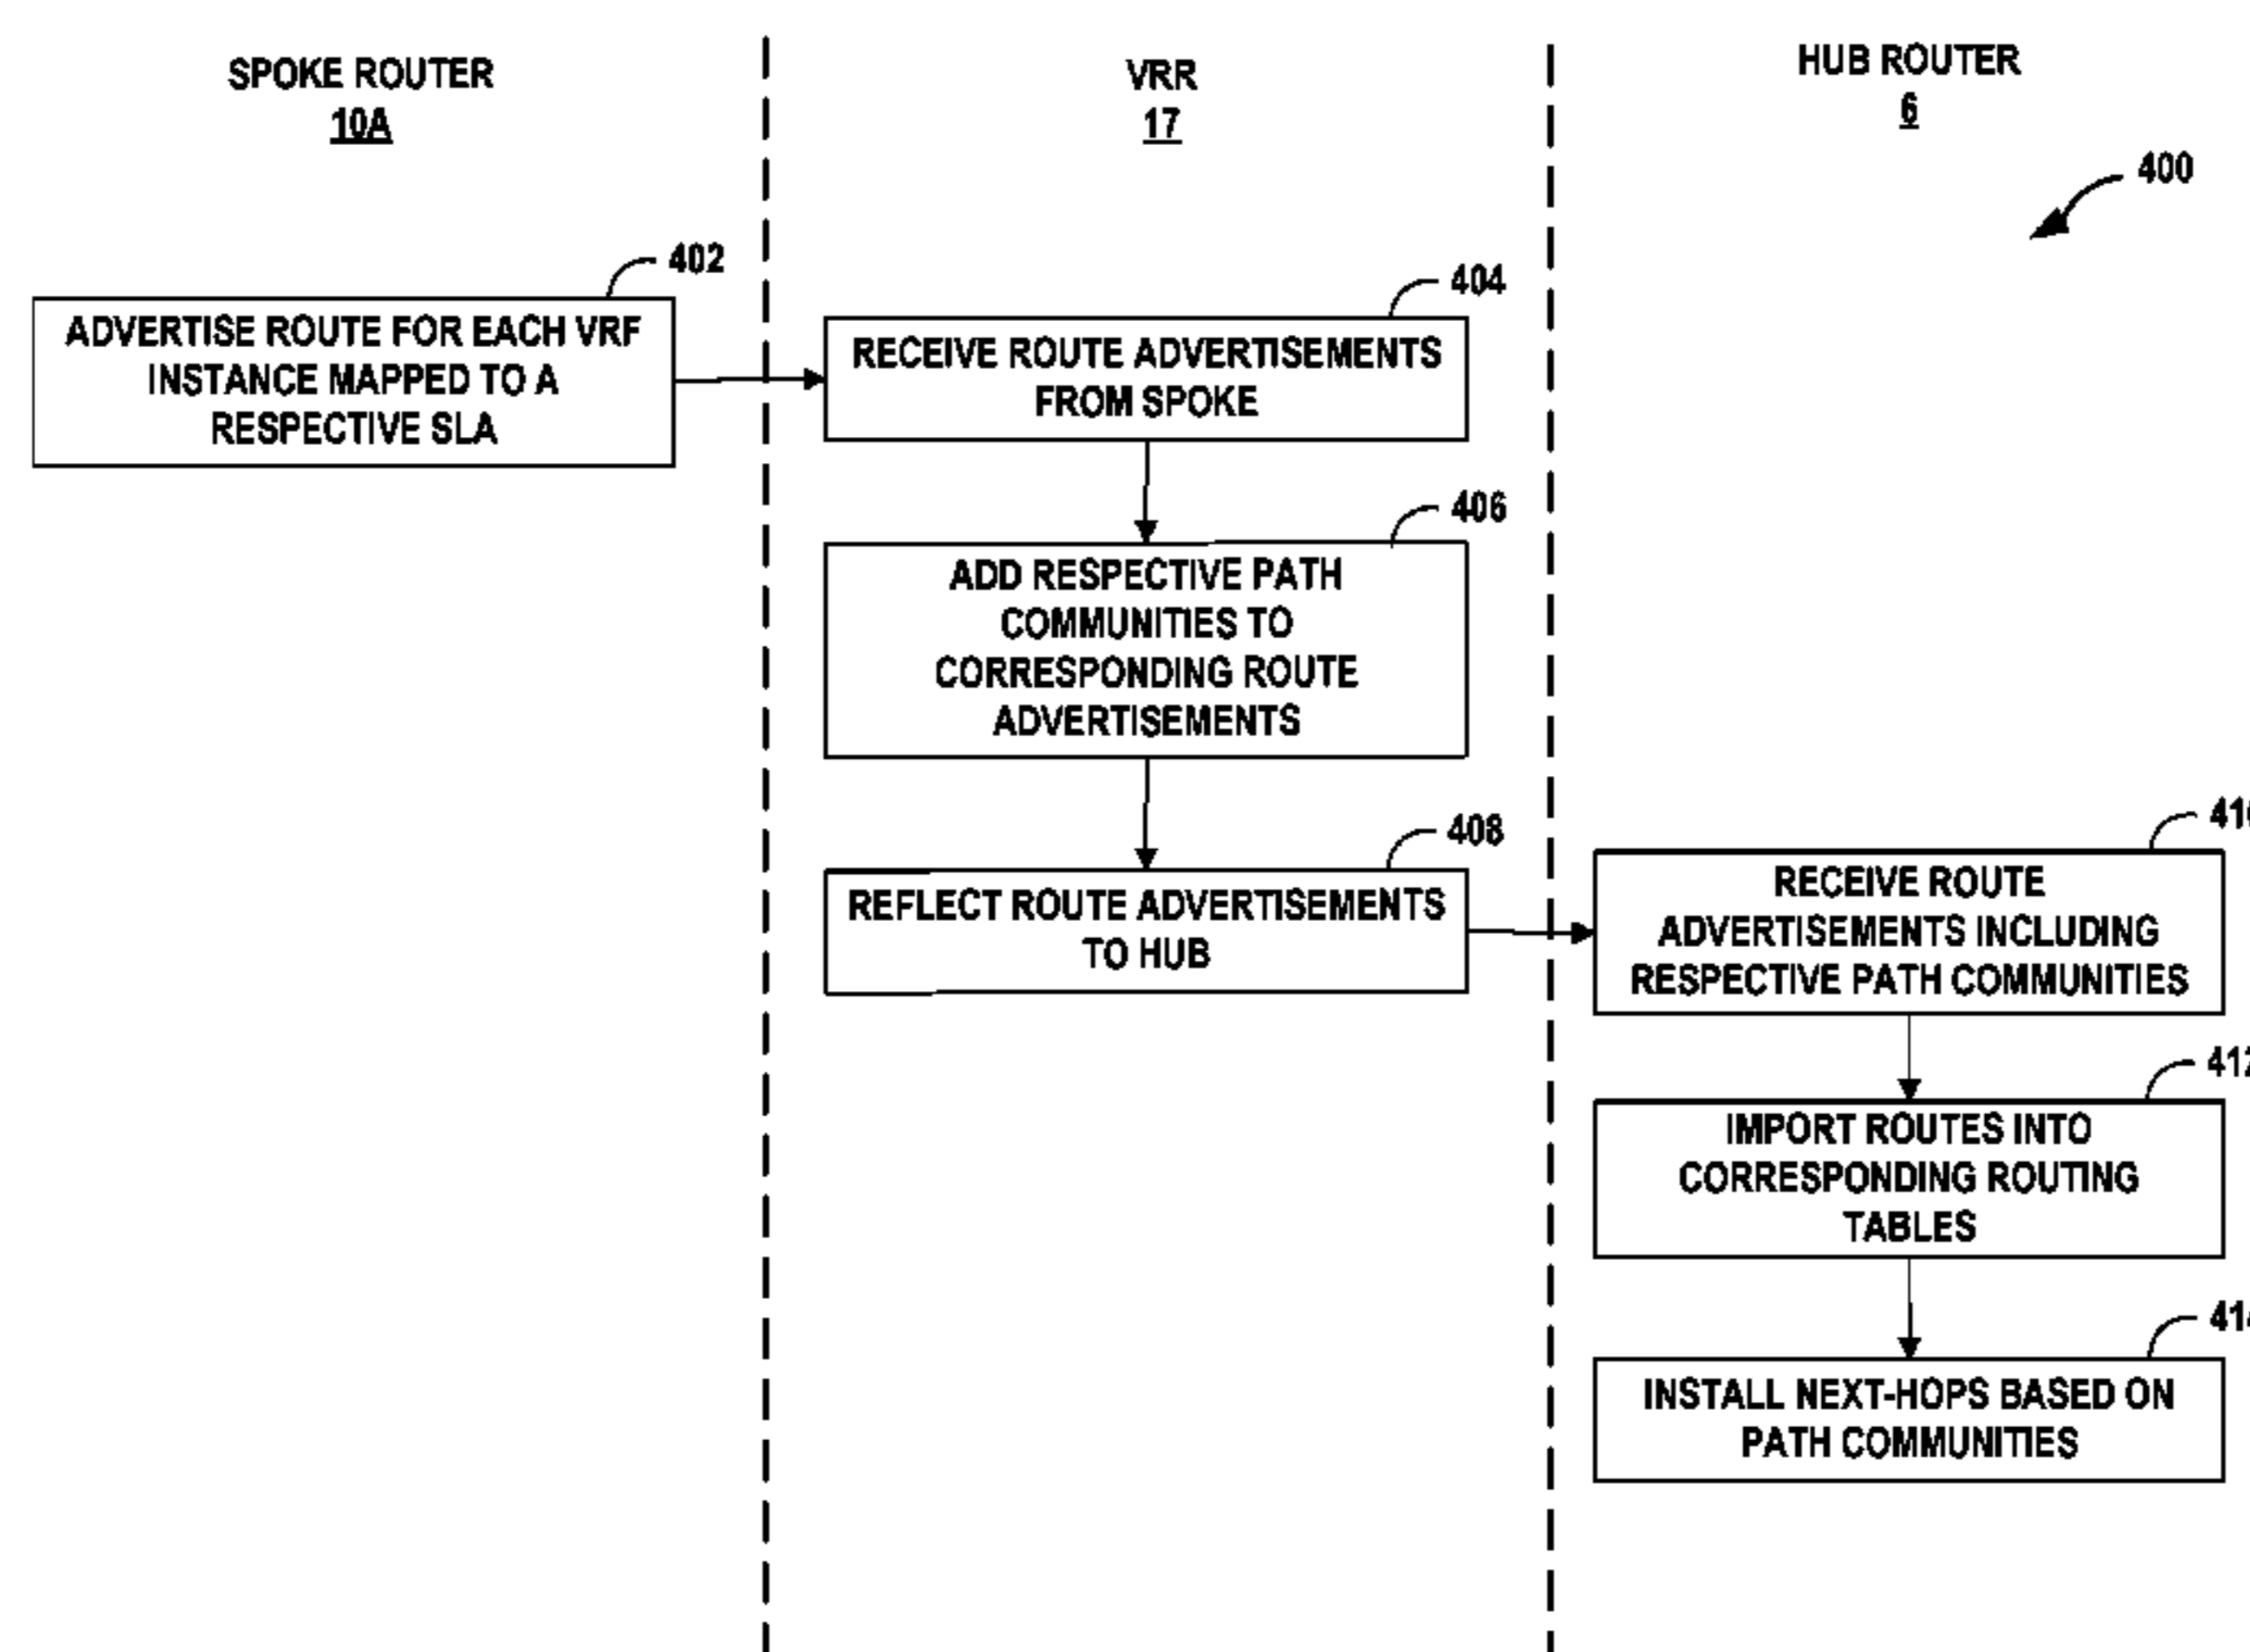 SPOKE ROUTER
10A
VRR
17
HUB ROUTER
6
400
402
ADVERTISE ROUTE FOR EACH VRF
INSTANCE MAPPED TO A
RESPECTIVE SLA
404
RECEIVE ROUTE ADVERTISEMENTS
FROM SPOKE
406
ADD RESPECTIVE PATH
COMMUNITIES TO
CORRESPONDING ROUTE
ADVERTISEMENTS
408
REFLECT ROUTE ADVERTISEMENTS
TO HUB
410
RECEIVE ROUTE
ADVERTISEMENTS INCLUDING
RESPECTIVE PATH COMMUNITIES
412
IMPORT ROUTES INTO
CORRESPONDING ROUTING
TABLES
414
INSTALL NEXT-HOPS BASED ON
PATH COMMUNITIES